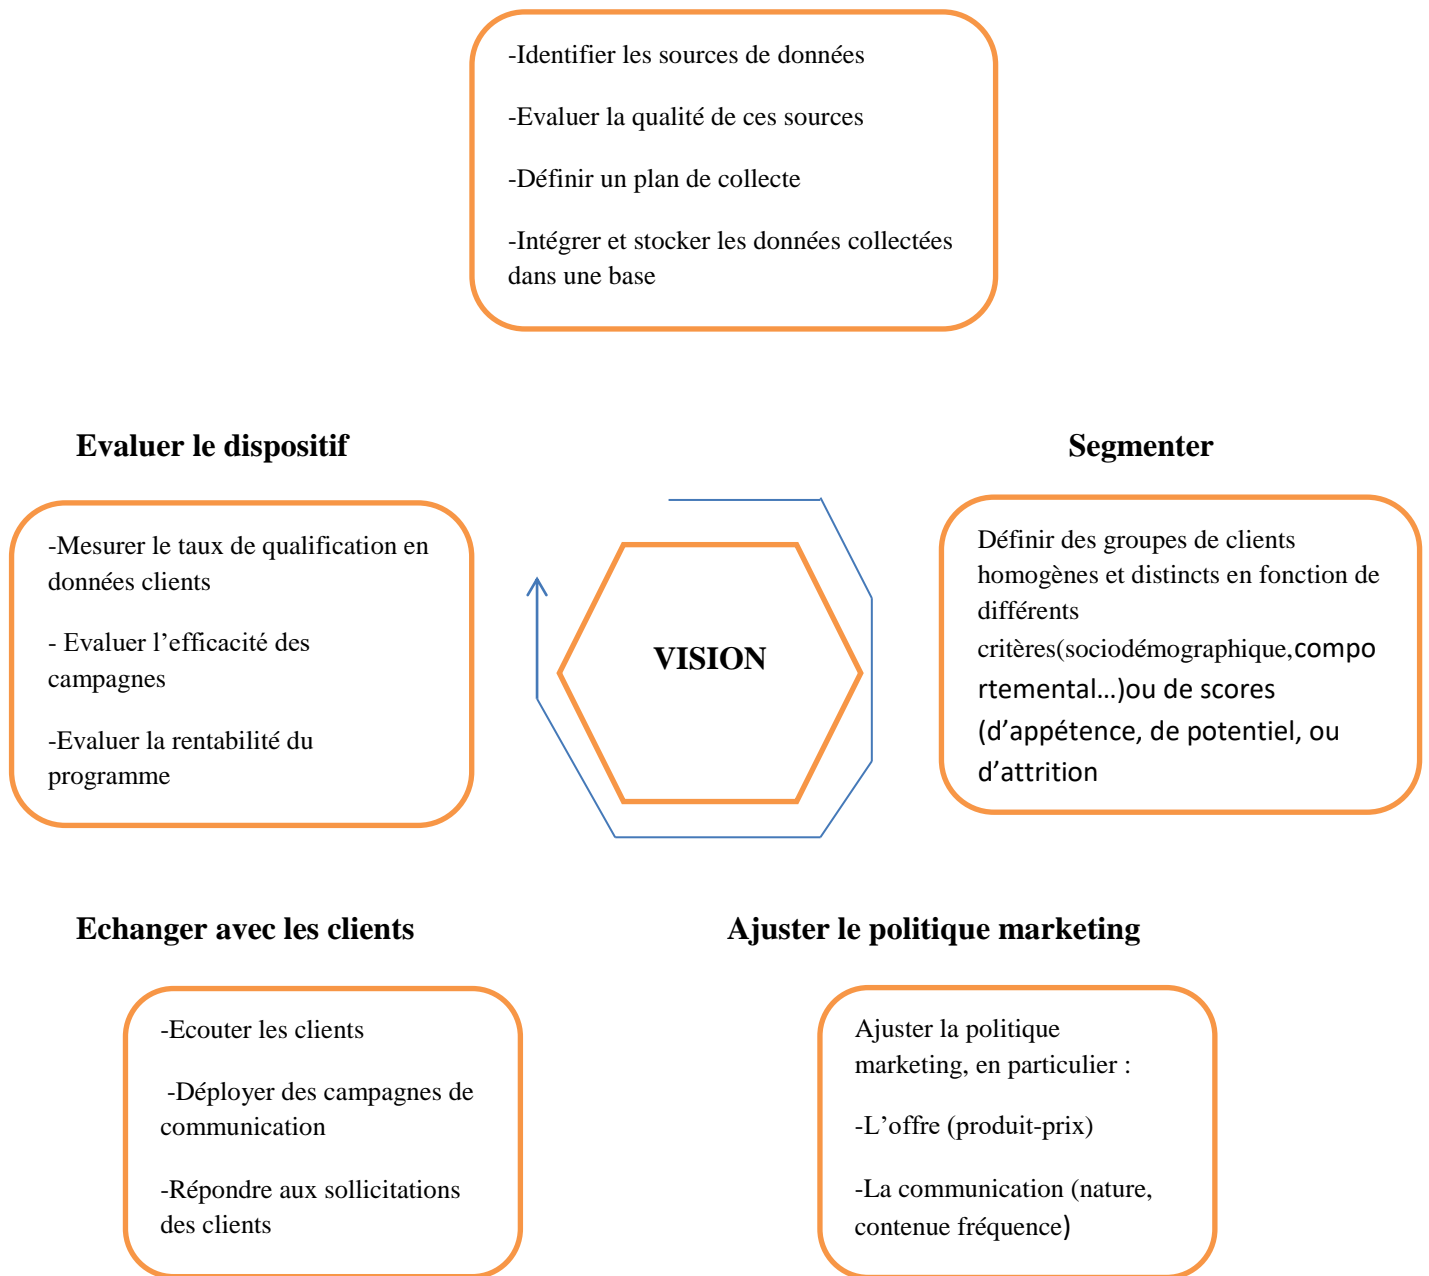 -Identifier les sources de données
-Evaluer la qualité de ces sources
-Définir un plan de collecte
-Intégrer et stocker les données collectées
dans une base
Evaluer le dispositif
-Mesurer le taux de qualification en
données clients
- Evaluer l’efficacité des
campagnes
-Evaluer la rentabilité du
programme
VISION
Segmenter
Définir des groupes de clients
homogènes et distincts en fonction de
différents
critères(sociodémographique,compo
rtemental…)ou de scores
(d’appétence, de potentiel, ou
d’attrition
Echanger avec les clients
-Ecouter les clients
-Déployer des campagnes de
communication
-Répondre aux sollicitations
des clients
Ajuster le politique marketing
Ajuster la politique
marketing, en particulier :
-L’offre (produit-prix)
-La communication (nature,
contenue fréquence)